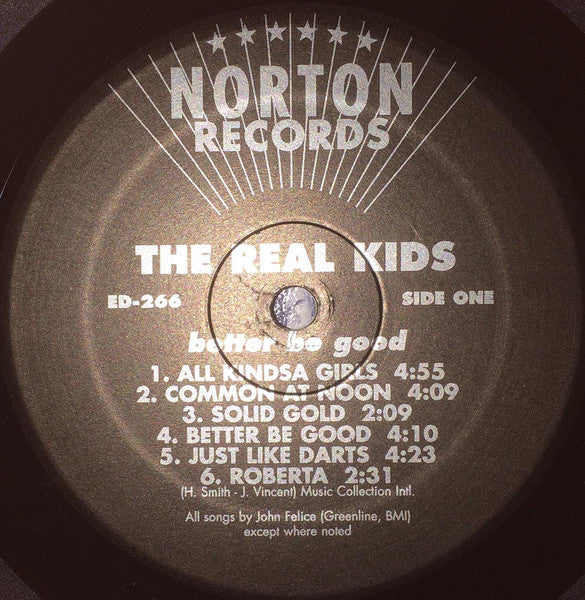 NORTON
RECORDS
THE REAL KIDS
ED-266 SIDE ONE
better be good
1. ALL KINDSA GIRLS 4:55
2. COMMON AT NOON 4:09
3. SOLID GOLD 2:09
4. BETTER BE GOOD 4:10
5. JUST LIKE DARTS 4:23
6. ROBERTA 2:31
(H. Smith - J. Vincent) Music Collection Intl.
All songs by John Felice (Greenline, BMI)
except where noted